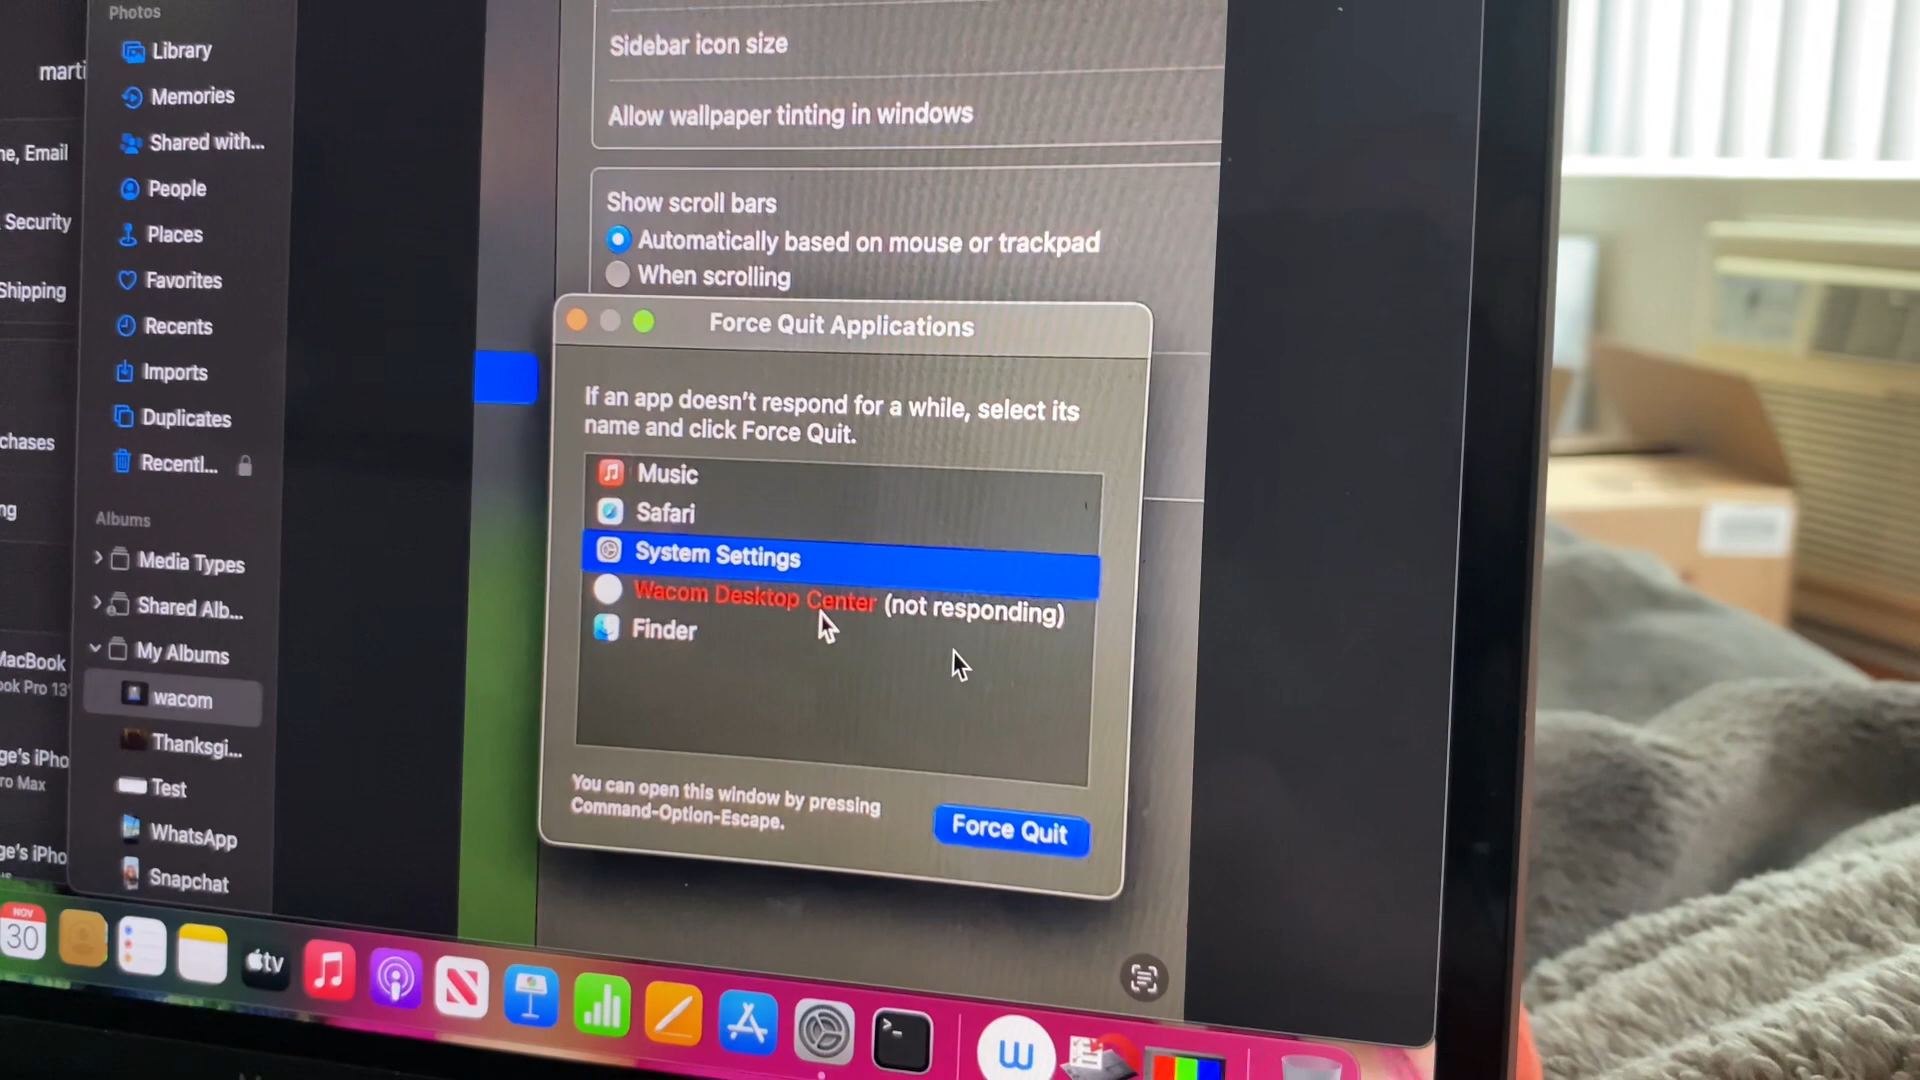 marti
ne, Email
Security
Shipping
chases
ng
MacBook
ook Pro 13"
ge's iPho
ro Max
ge's iPho
Photos
Library
Memories
Shared with...
People
Places
Favorites
Recents
Imports
Duplicates
Recentl...
Albums
Media Types
Shared Alb...
My Albums
wacom
Thanksgi...
Test
WhatsApp
Snapchat
Sidebar icon size
Allow wallpaper tinting in windows
Show scroll bars
Automatically based on mouse or trackpad
When scrolling
Force Quit Applications
If an app doesn't respond for a while, select its
name and click Force Quit.
Music
Safari
System Settings
Wacom Desktop Center (not responding)
Finder
You can open this window by pressing
Command-Option-Escape.
Force Quit
NOV
30
tv